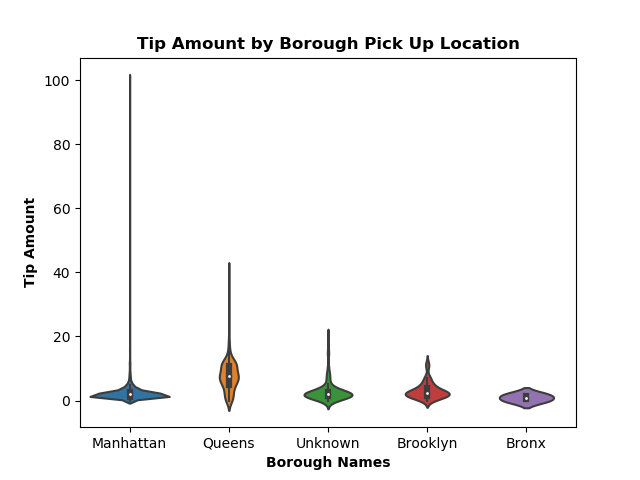 Tip Amount by Borough Pick Up Location
100
80
60
40
20
0
Tip Amount
Manhattan
Queens
Unknown
Brooklyn
Bronx
Borough Names